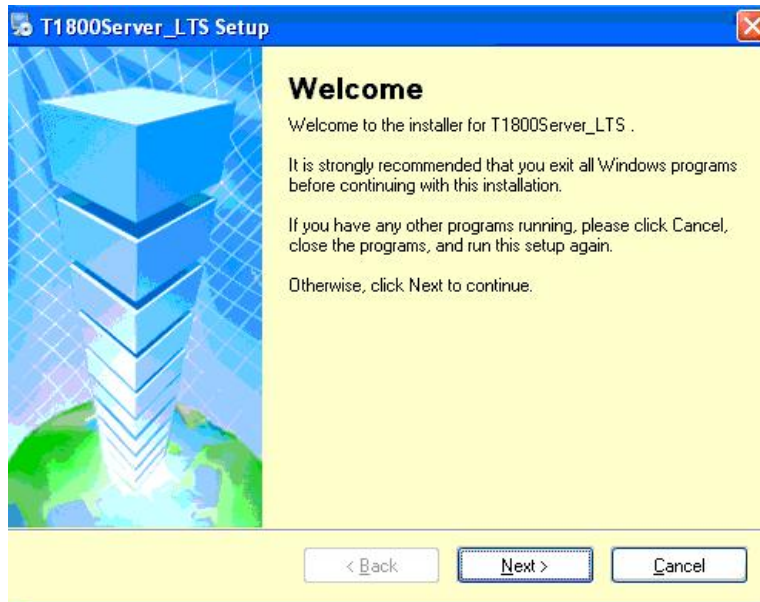 T1800Server_LTS Setup
Welcome
Welcome to the installer for T1800Server_LTS .
It is strongly recommended that you exit all Windows programs
before continuing with this installation.
If you have any other programs running, please click Cancel,
close the programs, and run this setup again.
Otherwise, click Next to continue.
< Back
Next >
Cancel